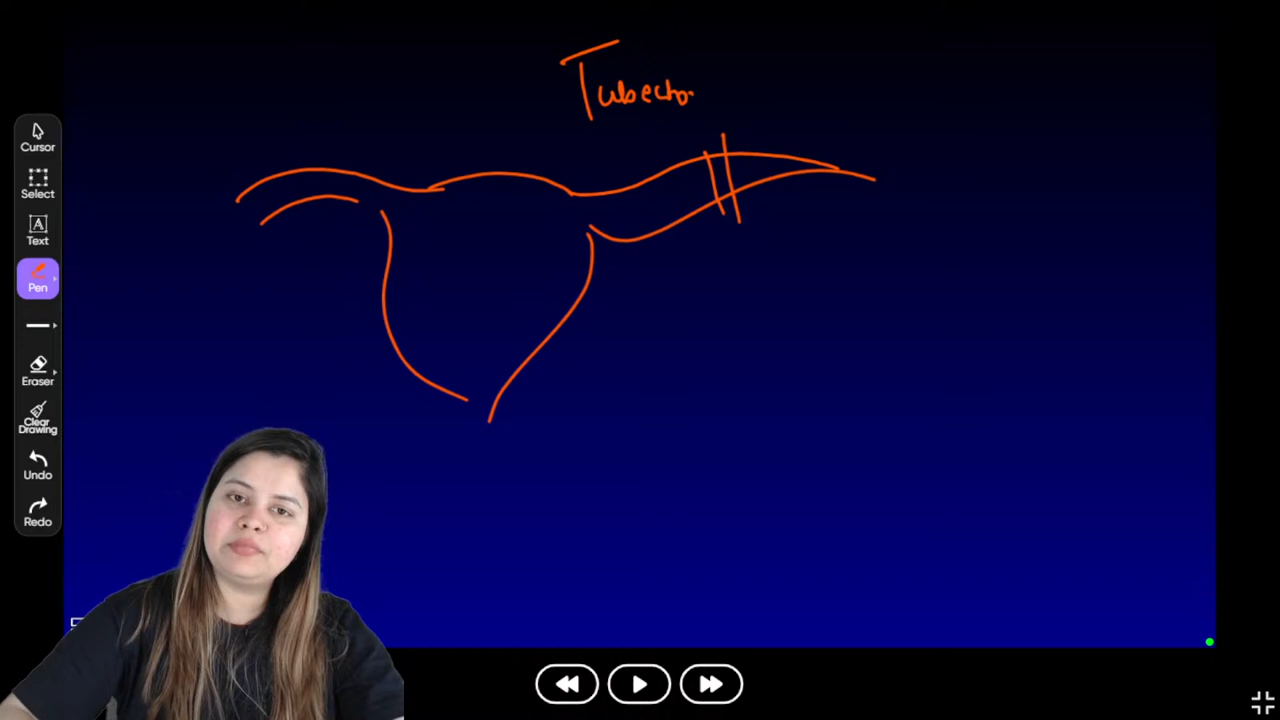 Tubecto
Cursor
Select
A
Text
Pen
Eraser
Clear
Drawing
Undo
Redo